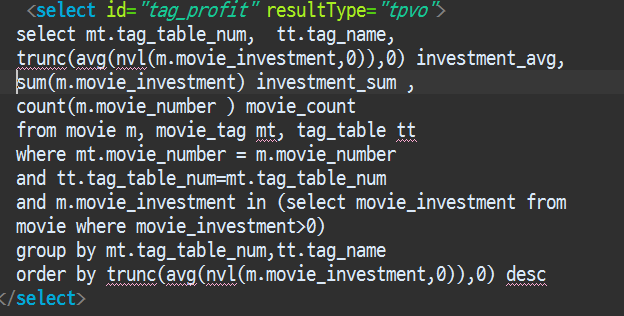 <select id="tag_profit" resultType="tpvo">
select mt.tag_table_num,  tt.tag_name,
trunc(avg(nvl(m.movie_investment,0)),0) investment_avg,
sum(m.movie_investment) investment_sum ,
count(m.movie_number ) movie_count
from movie m, movie_tag mt, tag_table tt
where mt.movie_number = m.movie_number
and tt.tag_table_num=mt.tag_table_num
and m.movie_investment in (select movie_investment from
movie where movie_investment>0)
group by mt.tag_table_num,tt.tag_name
order by trunc(avg(nvl(m.movie_investment,0)),0) desc
</select>